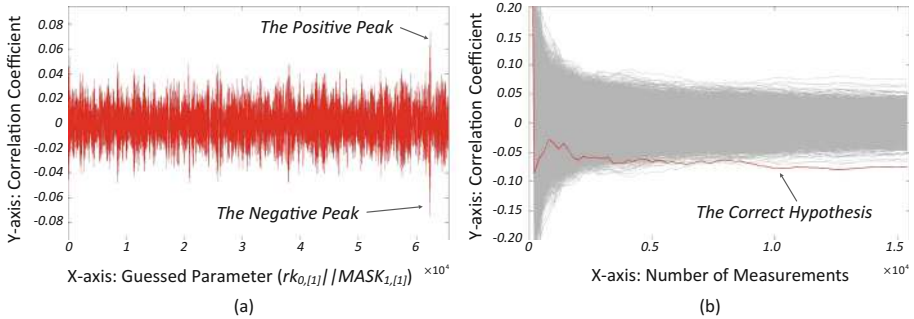 Y-axis: Correlation Coefficient
0.08
0.06
0.04
0.02
0
-0.02
-0.04
-0.06
-0.08
The Positive Peak
The Negative Peak
0 1 2 3 4 5 6
×10⁴
X-axis: Guessed Parameter (rk0,[1]||MASK1,[1])
(a)
Y-axis: Correlation Coefficient
0.20
0.15
0.10
0.05
0
-0.05
-0.10
-0.15
-0.20
The Correct Hypothesis
0 0.5 1.0 1.5
×10⁴
X-axis: Number of Measurements
(b)